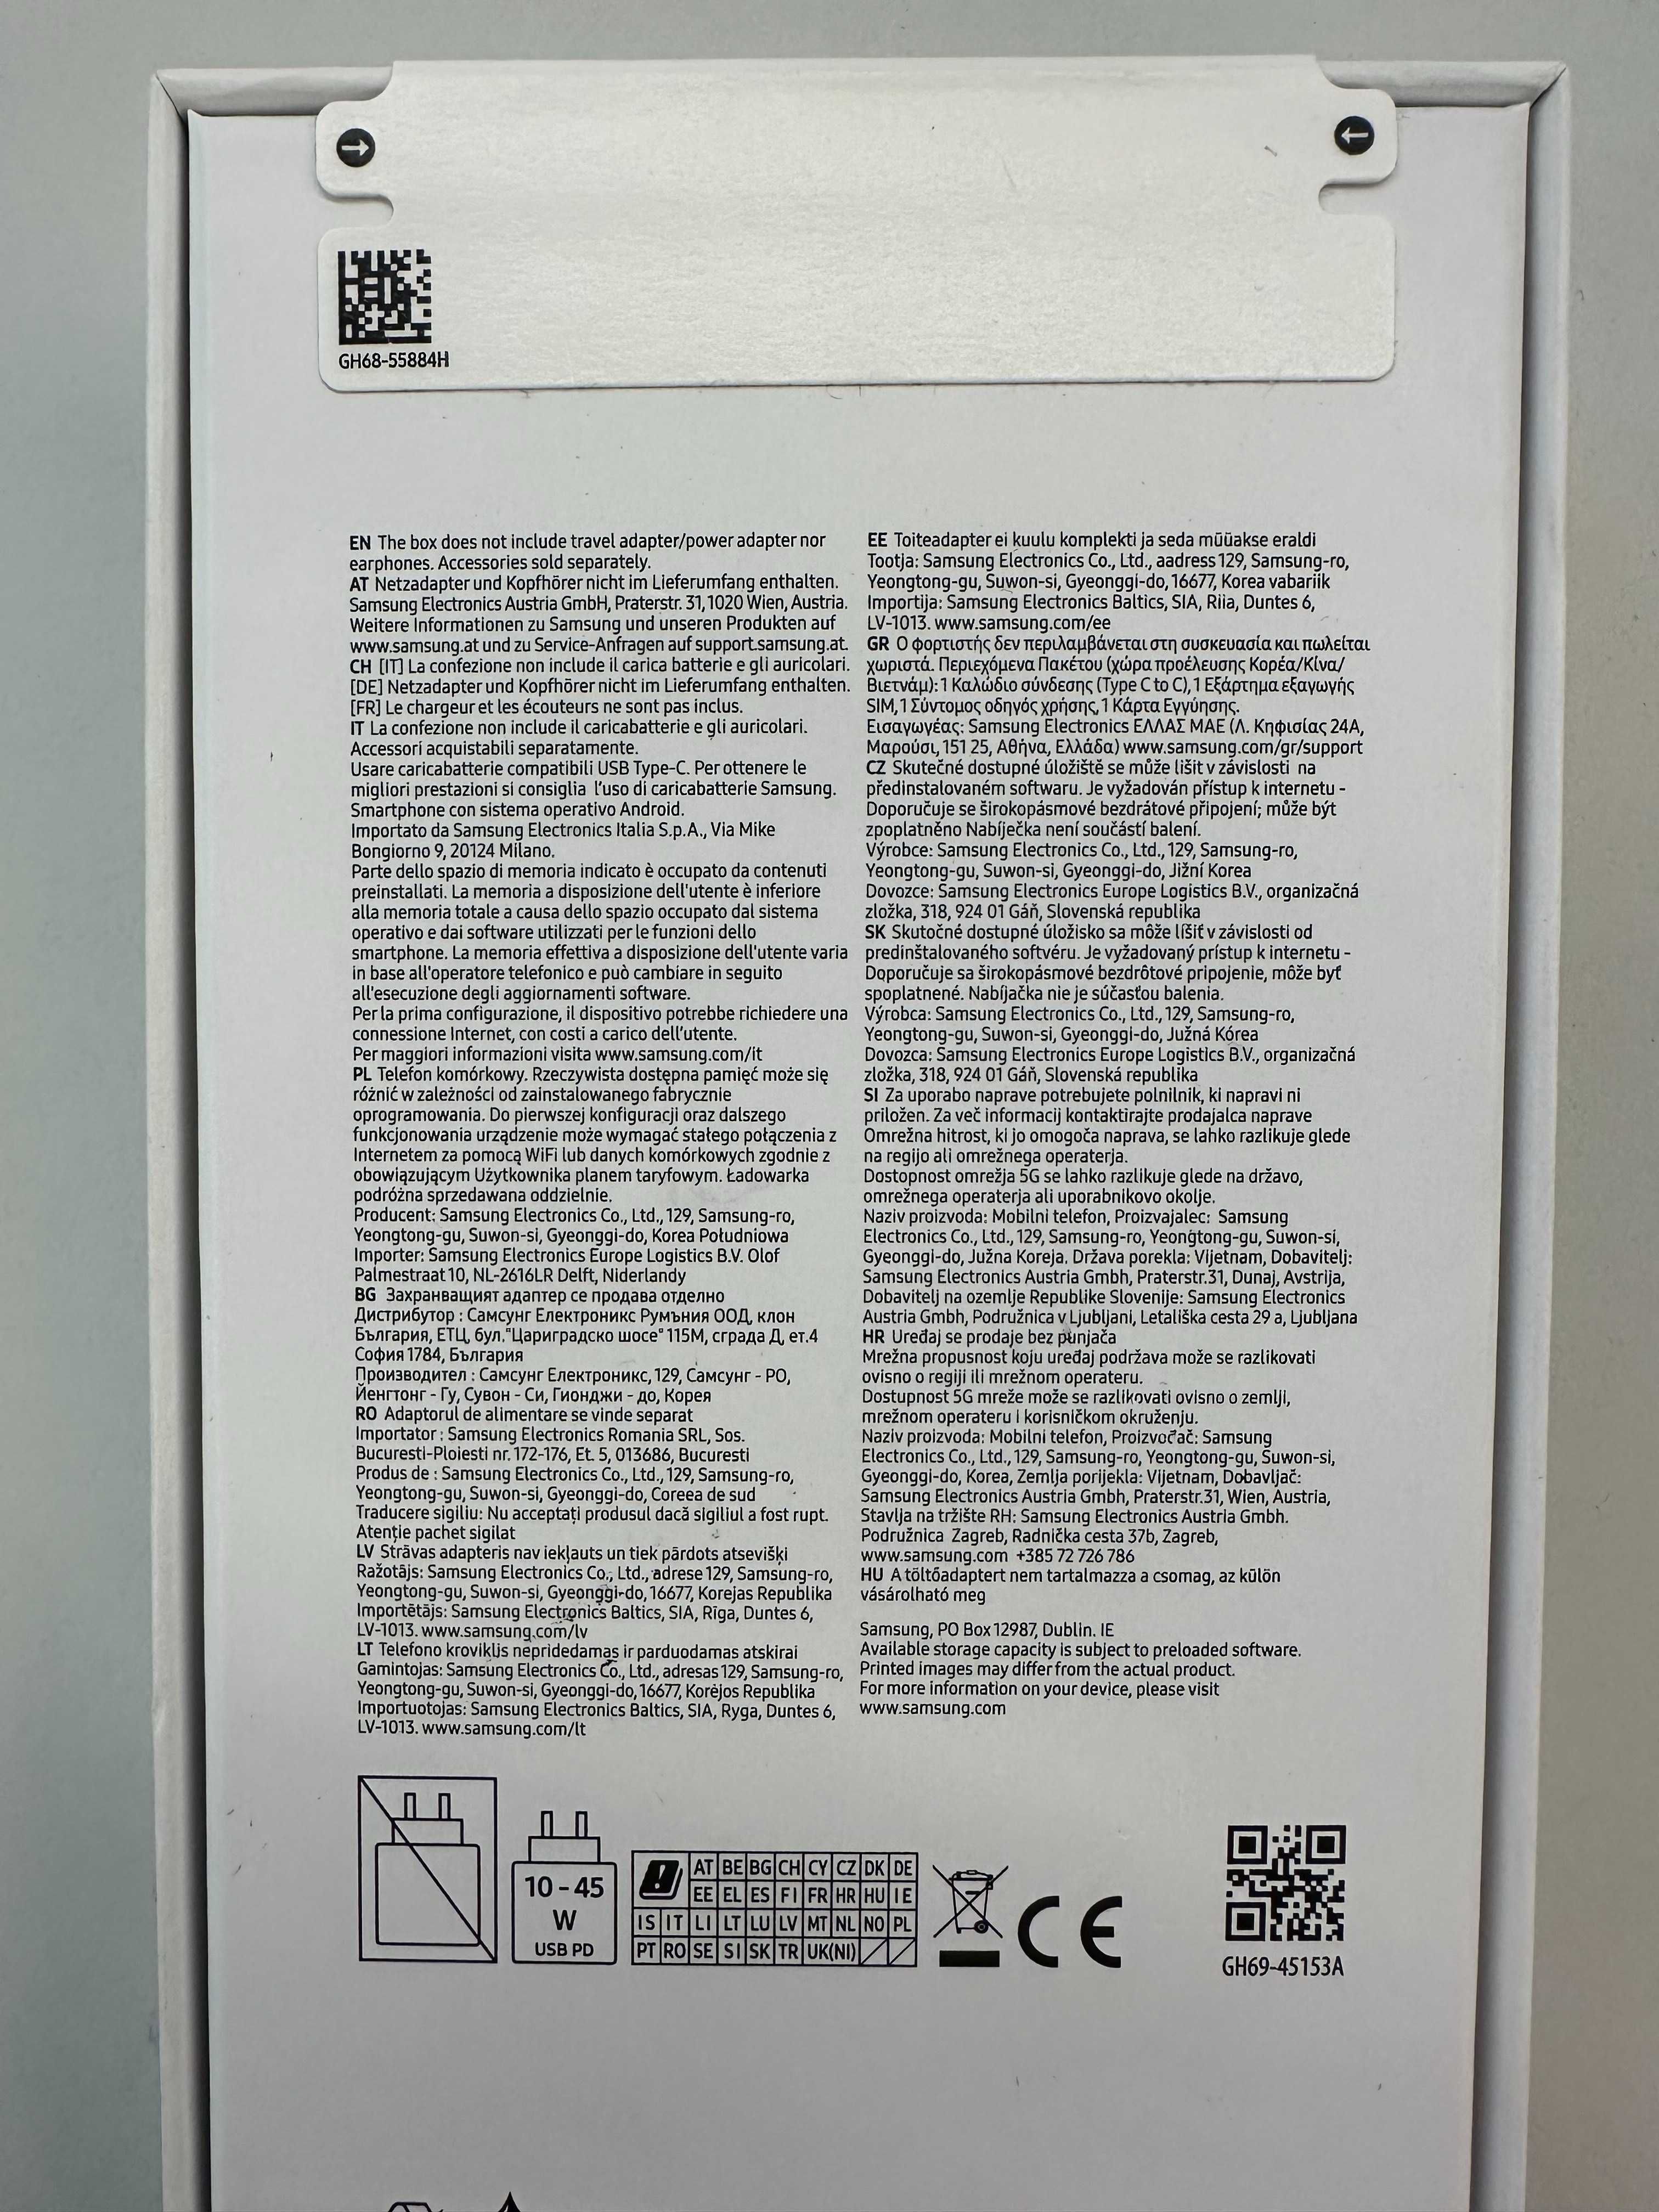 GH68-55884H
EN The box does not include travel adapter/power adapter nor
earphones. Accessories sold separately.
AT Netzadapter und Kopfhörer nicht im Lieferumfang enthalten.
Samsung Electronics Austria GmbH, Praterstr. 31, 1020 Wien, Austria.
Weitere Informationen zu Samsung und unseren Produkten auf
www.samsung.at und zu Service-Anfragen auf support.samsung.at.
CH [IT] La confezione non include il carica batterie e gli auricolari.
[DE] Netzadapter und Kopfhörer nicht im Lieferumfang enthalten.
[FR] Le chargeur et les écouteurs ne sont pas inclus.
IT La confezione non include il caricabatterie e gli auricolari.
Accessori acquistabili separatamente.
Usare caricabatterie compatibili USB Type-C. Per ottenere le
migliori prestazioni si consiglia l'uso di caricabatterie Samsung.
Smartphone con sistema operativo Android.
Importato da Samsung Electronics Italia S.p.A., Via Mike
Bongiorno 9, 20124 Milano.
Parte dello spazio di memoria indicato è occupato da contenuti
preinstallati. La memoria a disposizione dell'utente è inferiore
alla memoria totale a causa dello spazio occupato dal sistema
operativo e dai software utilizzati per le funzioni dello
smartphone. La memoria effettiva a disposizione dell'utente varia
in base all'operatore telefonico e può cambiare in seguito
all'esecuzione degli aggiornamenti software.
Per la prima configurazione, il dispositivo potrebbe richiedere una
connessione Internet, con costi a carico dell'utente.
Per maggiori informazioni visita www.samsung.com/it
PL Telefon komórkowy. Rzeczywista dostępna pamięć może się
różnić w zależności od zainstalowanego fabrycznie
oprogramowania. Do pierwszej konfiguracji oraz dalszego
funkcjonowania urządzenie może wymagać stałego połączenia z
Internetem za pomocą WiFi lub danych komórkowych zgodnie z
obowiązującym Użytkownika planem taryfowym. Ładowarka
podróżna sprzedawana oddzielnie.
Producent: Samsung Electronics Co., Ltd., 129, Samsung-ro,
Yeongtong-gu, Suwon-si, Gyeonggi-do, Korea Południowa
Importer: Samsung Electronics Europe Logistics B.V. Olof
Palmestraat 10, NL-2616LR Delft, Niderlandy
BG Захранващият адаптер се продава отделно
Дистрибутор : Самсунг Електроникс Румъния ООД, клон
България, ЕТЦ, бул."Цариградско шосе" 115М, сграда Д, ет.4
София 1784, България
Производител : Самсунг Електроникс, 129, Самсунг - РО,
Йенгтонг - Гу, Сувон - Си, Гионджи - до, Корея
RO Adaptorul de alimentare se vinde separat
Importator : Samsung Electronics Romania SRL, Sos.
Bucuresti-Ploiesti nr. 172-176, Et. 5, 013686, Bucuresti
Produs de : Samsung Electronics Co., Ltd., 129, Samsung-ro,
Yeongtong-gu, Suwon-si, Gyeonggi-do, Coreea de sud
Traducere sigiliu: Nu acceptați produsul dacă sigiliul a fost rupt.
Atenție pachet sigilat
LV Strāvas adapteris nav iekļauts un tiek pārdots atsevišķi
Ražotājs: Samsung Electronics Co., Ltd., adrese 129, Samsung-ro,
Yeongtong-gu, Suwon-si, Gyeonggi-do, 16677, Korejas Republika
Importētājs: Samsung Electronics Baltics, SIA, Rīga, Duntes 6,
LV-1013. www.samsung.com/lv
LT Telefono kroviklis nepridedamas ir parduodamas atskirai
Gamintojas: Samsung Electronics Co., Ltd., adresas 129, Samsung-ro,
Yeongtong-gu, Suwon-si, Gyeonggi-do, 16677, Korėjos Republika
Importuotojas: Samsung Electronics Baltics, SIA, Ryga, Duntes 6,
LV-1013. www.samsung.com/lt
EE Toiteadapter ei kuulu komplekti ja seda müüakse eraldi
Tootja: Samsung Electronics Co., Ltd., aadress 129, Samsung-ro,
Yeongtong-gu, Suwon-si, Gyeonggi-do, 16677, Korea vabariik
Importija: Samsung Electronics Baltics, SIA, Riia, Duntes 6,
LV-1013. www.samsung.com/ee
GR Ο φορτιστής δεν περιλαμβάνεται στη συσκευασία και πωλείται
χωριστά. Περιεχόμενα Πακέτου (χώρα προέλευσης Κορέα/Κίνα/
Βιετνάμ): 1 Καλώδιο σύνδεσης (Type C to C), 1 Εξάρτημα εξαγωγής
SIM, 1 Σύντομος οδηγός χρήσης, 1 Κάρτα Εγγύησης.
Εισαγωγέας: Samsung Electronics ΕΛΛΑΣ ΜΑΕ (Λ. Κηφισίας 24Α,
Μαρούσι, 151 25, Αθήνα, Ελλάδα) www.samsung.com/gr/support
CZ Skutečné dostupné úložiště se může lišit v závislosti na
předinstalovaném softwaru. Je vyžadován přístup k internetu -
Doporučuje se širokopásmové bezdrátové připojení; může být
zpoplatněno Nabíječka není součástí balení.
Výrobce: Samsung Electronics Co., Ltd., 129, Samsung-ro,
Yeongtong-gu, Suwon-si, Gyeonggi-do, Jižní Korea
Dovozce: Samsung Electronics Europe Logistics B.V., organizačná
zložka, 318, 924 01 Gáň, Slovenská republika
SK Skutočné dostupné úložisko sa môže líšiť v závislosti od
predinštalovaného softvéru. Je vyžadovaný prístup k internetu -
Doporučuje sa širokopásmové bezdrôtové pripojenie, môže byť
spoplatnené. Nabíjačka nie je súčasťou balenia.
Výrobca: Samsung Electronics Co., Ltd., 129, Samsung-ro,
Yeongtong-gu, Suwon-si, Gyeonggi-do, Južná Kórea
Dovozca: Samsung Electronics Europe Logistics B.V., organizačná
zložka, 318, 924 01 Gáň, Slovenská republika
SI Za uporabo naprave potrebujete polnilnik, ki napravi ni
priložen. Za več informacij kontaktirajte prodajalca naprave
Omrežna hitrost, ki jo omogoča naprava, se lahko razlikuje glede
na regijo ali omrežnega operaterja.
Dostopnost omrežja 5G se lahko razlikuje glede na državo,
omrežnega operaterja ali uporabnikovo okolje.
Naziv proizvoda: Mobilni telefon, Proizvajalec: Samsung
Electronics Co., Ltd., 129, Samsung-ro, Yeongtong-gu, Suwon-si,
Gyeonggi-do, Južna Koreja. Država porekla: Vijetnam, Dobavitelj:
Samsung Electronics Austria Gmbh, Praterstr.31, Dunaj, Avstrija,
Dobavitelj na ozemlje Republike Slovenije: Samsung Electronics
Austria Gmbh, Podružnica v Ljubljani, Letališka cesta 29 a, Ljubljana
HR Uređaj se prodaje bez punjača
Mrežna propusnost koju uređaj podržava može se razlikovati
ovisno o regiji ili mrežnom operateru.
Dostupnost 5G mreže može se razlikovati ovisno o zemlji,
mrežnom operateru i korisničkom okruženju.
Naziv proizvoda: Mobilni telefon, Proizvođač: Samsung
Electronics Co., Ltd., 129, Samsung-ro, Yeongtong-gu, Suwon-si,
Gyeonggi-do, Korea, Zemlja porijekla: Vijetnam, Dobavljač:
Samsung Electronics Austria Gmbh, Praterstr.31, Wien, Austria,
Stavlja na tržište RH: Samsung Electronics Austria Gmbh.
Podružnica Zagreb, Radnička cesta 37b, Zagreb,
www.samsung.com +385 72 726 786
HU A töltőadaptert nem tartalmazza a csomag, az külön
vásárolható meg
Samsung, PO Box 12987, Dublin. IE
Available storage capacity is subject to preloaded software.
Printed images may differ from the actual product.
For more information on your device, please visit
www.samsung.com
10 - 45
W
USB PD
AT BE BG CH CY CZ DK DE
EE EL ES FI FR HR HU IE
IS IT LI LT LU LV MT NL NO PL
PT RO SE SI SK TR UK(NI)
CE
GH69-45153A